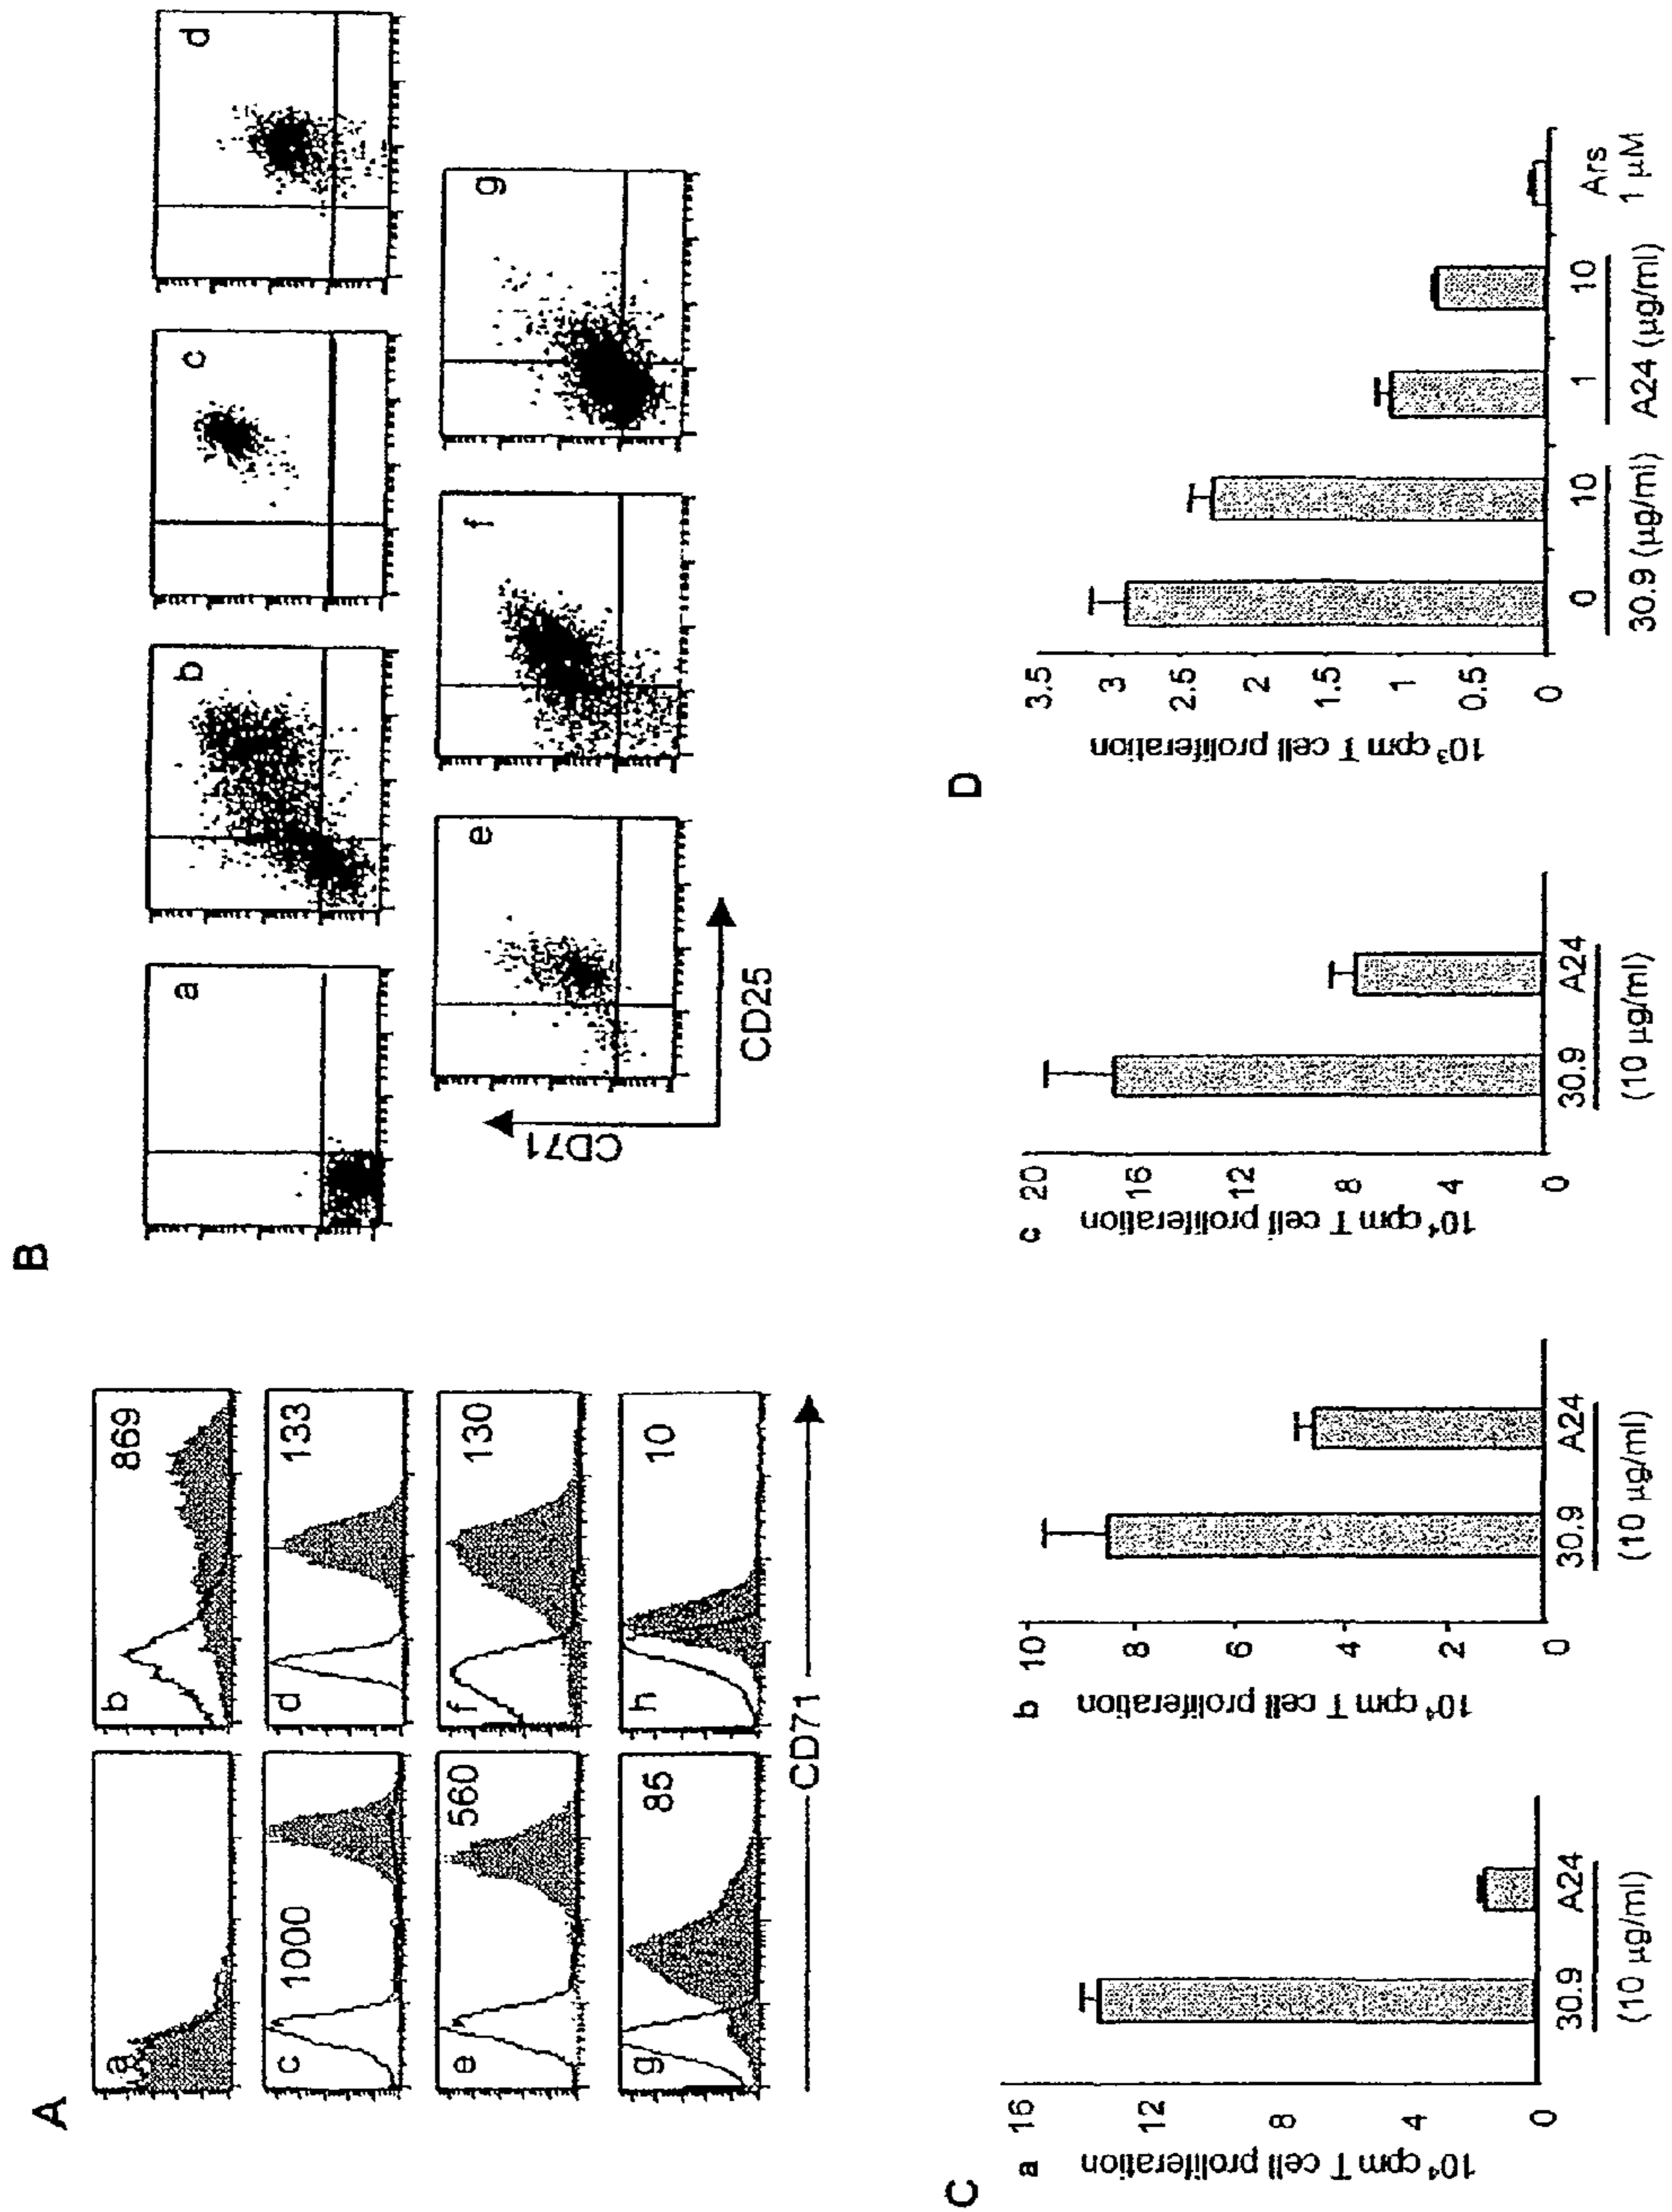 A
a
b 869
c 1000
d 133
e 560
f 130
g 85
h 10
CD71
B
a
b
c
d
e
f
g
CD71
CD25
C
a
10⁴ cpm T cell proliferation
16
12
8
4
0
30.9 A24
(10 µg/ml)
b
10⁴ cpm T cell proliferation
10
8
6
4
2
0
30.9 A24
(10 µg/ml)
c
10⁴ cpm T cell proliferation
20
16
12
8
4
0
30.9 A24
(10 µg/ml)
D
10³ cpm T cell proliferation
3.5
3
2.5
2
1.5
1
0.5
0
0 10 1 10 Ars
30.9 (µg/ml) A24 (µg/ml) 1 µM